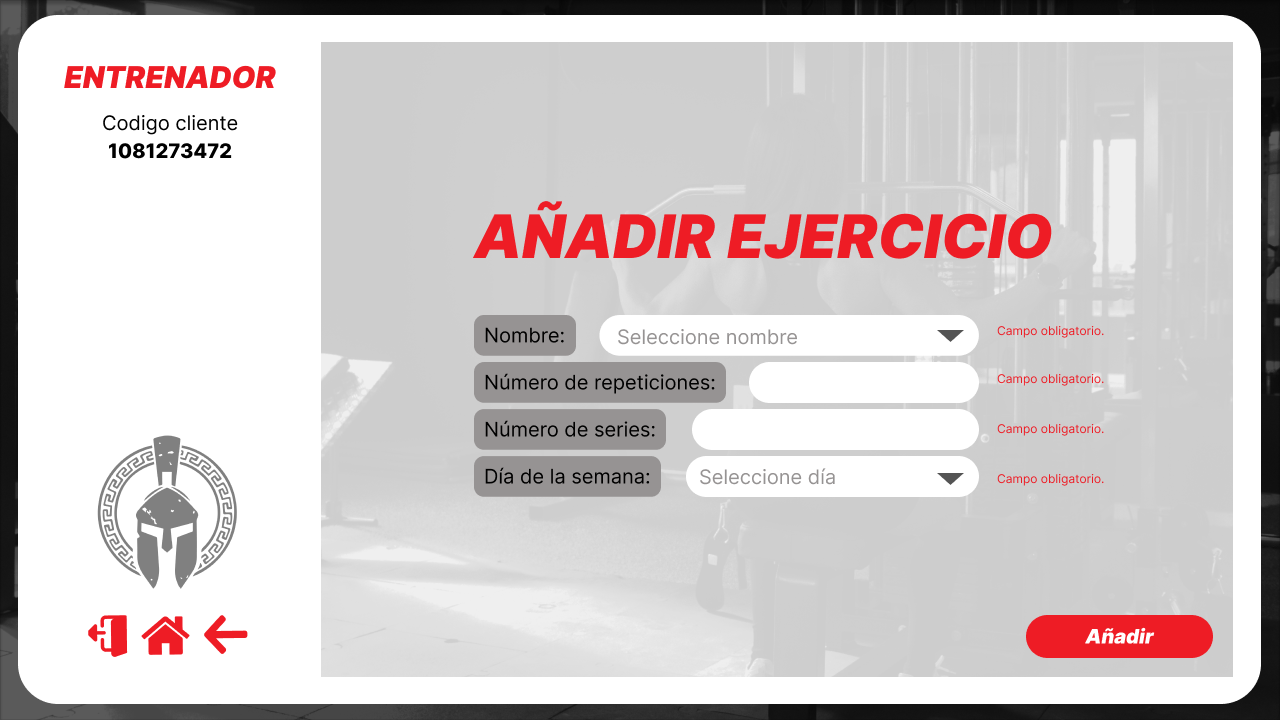 ENTRENADOR
Codigo cliente
1081273472
AÑADIR EJERCICIO
Nombre: Seleccione nombre Campo obligatorio.
Número de repeticiones: Campo obligatorio.
Número de series: Campo obligatorio.
Día de la semana: Seleccione día Campo obligatorio.
Añadir